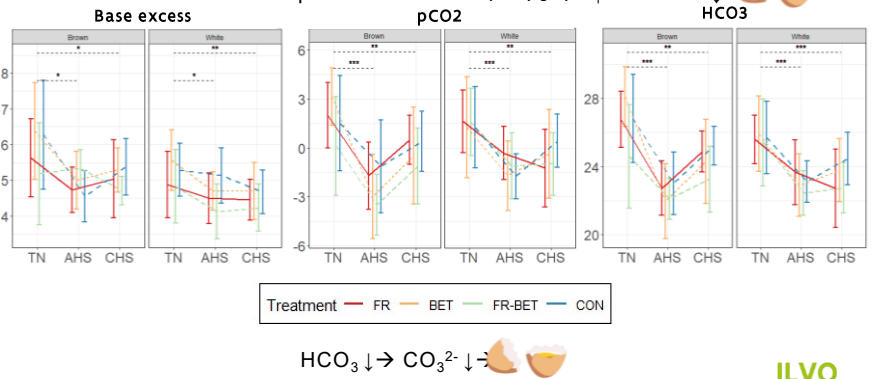 Base excess
pCO2
HCO3
Brown
White
Brown
White
Brown
White
* ** ** ** ** ***
* * *** *** *** ***
8
7
6
5
4
6
3
0
-3
-6
28
24
20
TN AHS CHS TN AHS CHS
TN AHS CHS TN AHS CHS
TN AHS CHS TN AHS CHS
Treatment FR BET FR-BET CON
HCO₃ ↓→ CO₃²⁻ ↓→
ILVO